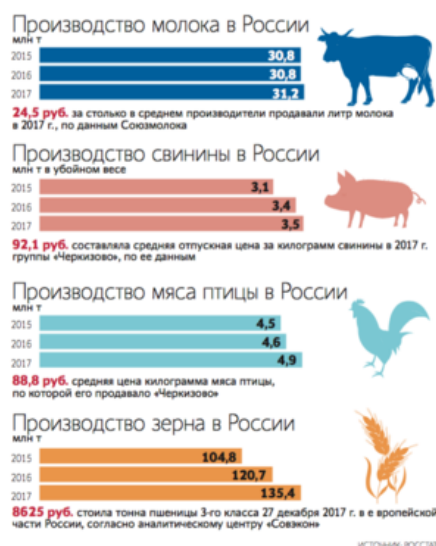 Производство молока в России
млн т
2015 30,8
2016 30,8
2017 31,2
24,5 руб. за столько в среднем производители продавали литр молока
в 2017 г., по данным Союзмолока
Производство свинины в России
млн т в убойном весе
2015 3,1
2016 3,4
2017 3,5
92,1 руб. составляла средняя отпускная цена за килограмм свинины в 2017 г.
группы «Черкизово», по ее данным
Производство мяса птицы в России
млн т
2015 4,5
2016 4,6
2017 4,9
88,8 руб. средняя цена килограмма мяса птицы,
по которой его продавало «Черкизово»
Производство зерна в России
млн т
2015 104,8
2016 120,7
2017 135,4
8625 руб. стоила тонна пшеницы 3-го класса 27 декабря 2017 г. в е вропейской
части России, согласно аналитическому центру «Совэкон»
ИСТОЧНИК: РОССТАТ